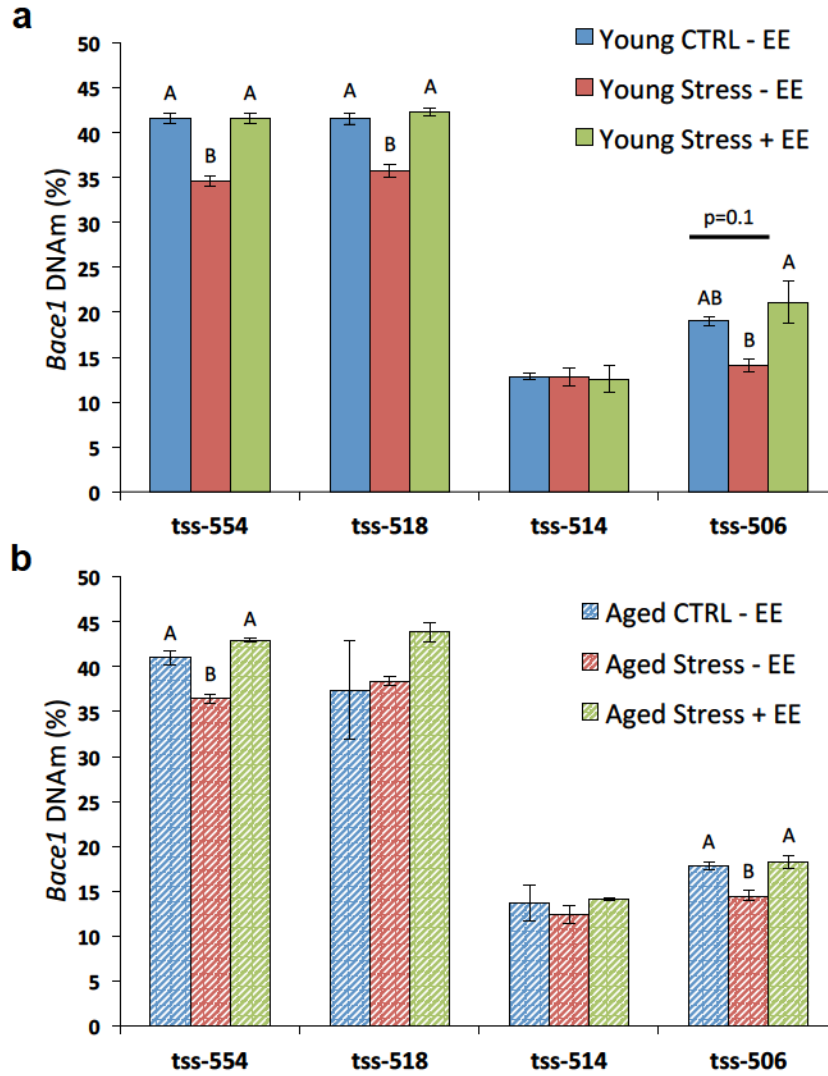 a
Bace1 DNAm (%)
50
45
40
35
30
25
20
15
10
5
0
Young CTRL - EE
Young Stress - EE
Young Stress + EE
A
B
A
A
B
A
p=0.1
AB
B
A
tss-554
tss-518
tss-514
tss-506
b
Bace1 DNAm (%)
50
45
40
35
30
25
20
15
10
5
0
Aged CTRL - EE
Aged Stress - EE
Aged Stress + EE
A
B
A
A
B
A
tss-554
tss-518
tss-514
tss-506